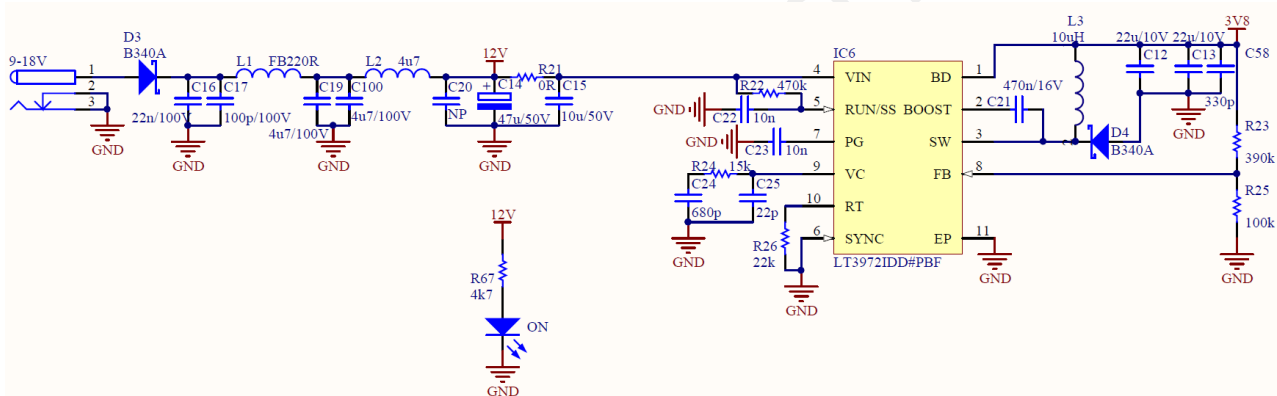 9-18V
1
2
3
GND
D3
B340A
C16
22n/100V
C17
100p/100V
GND
L1
FB220R
C19
4u7/100V
C100
4u7/100V
GND
L2
4u7
C20
NP
12V
C14
+
47u/50V
GND
R21
0R
C15
10u/50V
12V
R67
4k7
ON
GND
GND
R22
470k
C22
10n
GND
C23
10n
R24
15k
C24
680p
C25
22p
GND
R26
22k
GND
IC6
4
VIN
BD
1
5
RUN/SS
BOOST
2
7
PG
SW
3
9
VC
FB
8
10
RT
6
SYNC
EP
11
LT3972IDD#PBF
GND
C21
470n/16V
L3
10uH
D4
B340A
22u/10V
C12
22u/10V
C13
C58
330p
GND
3V8
R23
390k
R25
100k
GND